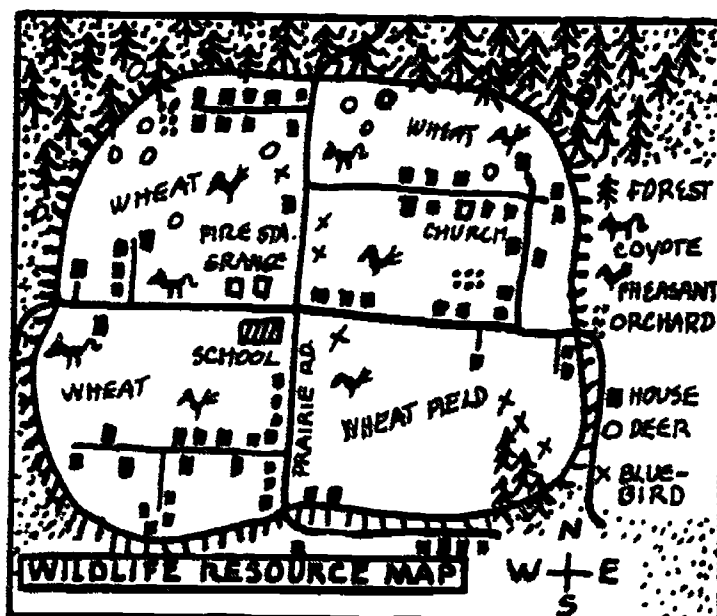 WHEAT
FOREST
WHEAT
COYOTE
FIRE STA.
GRANGE
CHURCH
PHEASANT
ORCHARD
SCHOOL
WHEAT
PRAIRIE RD.
WHEAT FIELD
HOUSE
DEER
BLUE-
BIRD
N
WILDLIFE RESOURCE MAP
W E
S